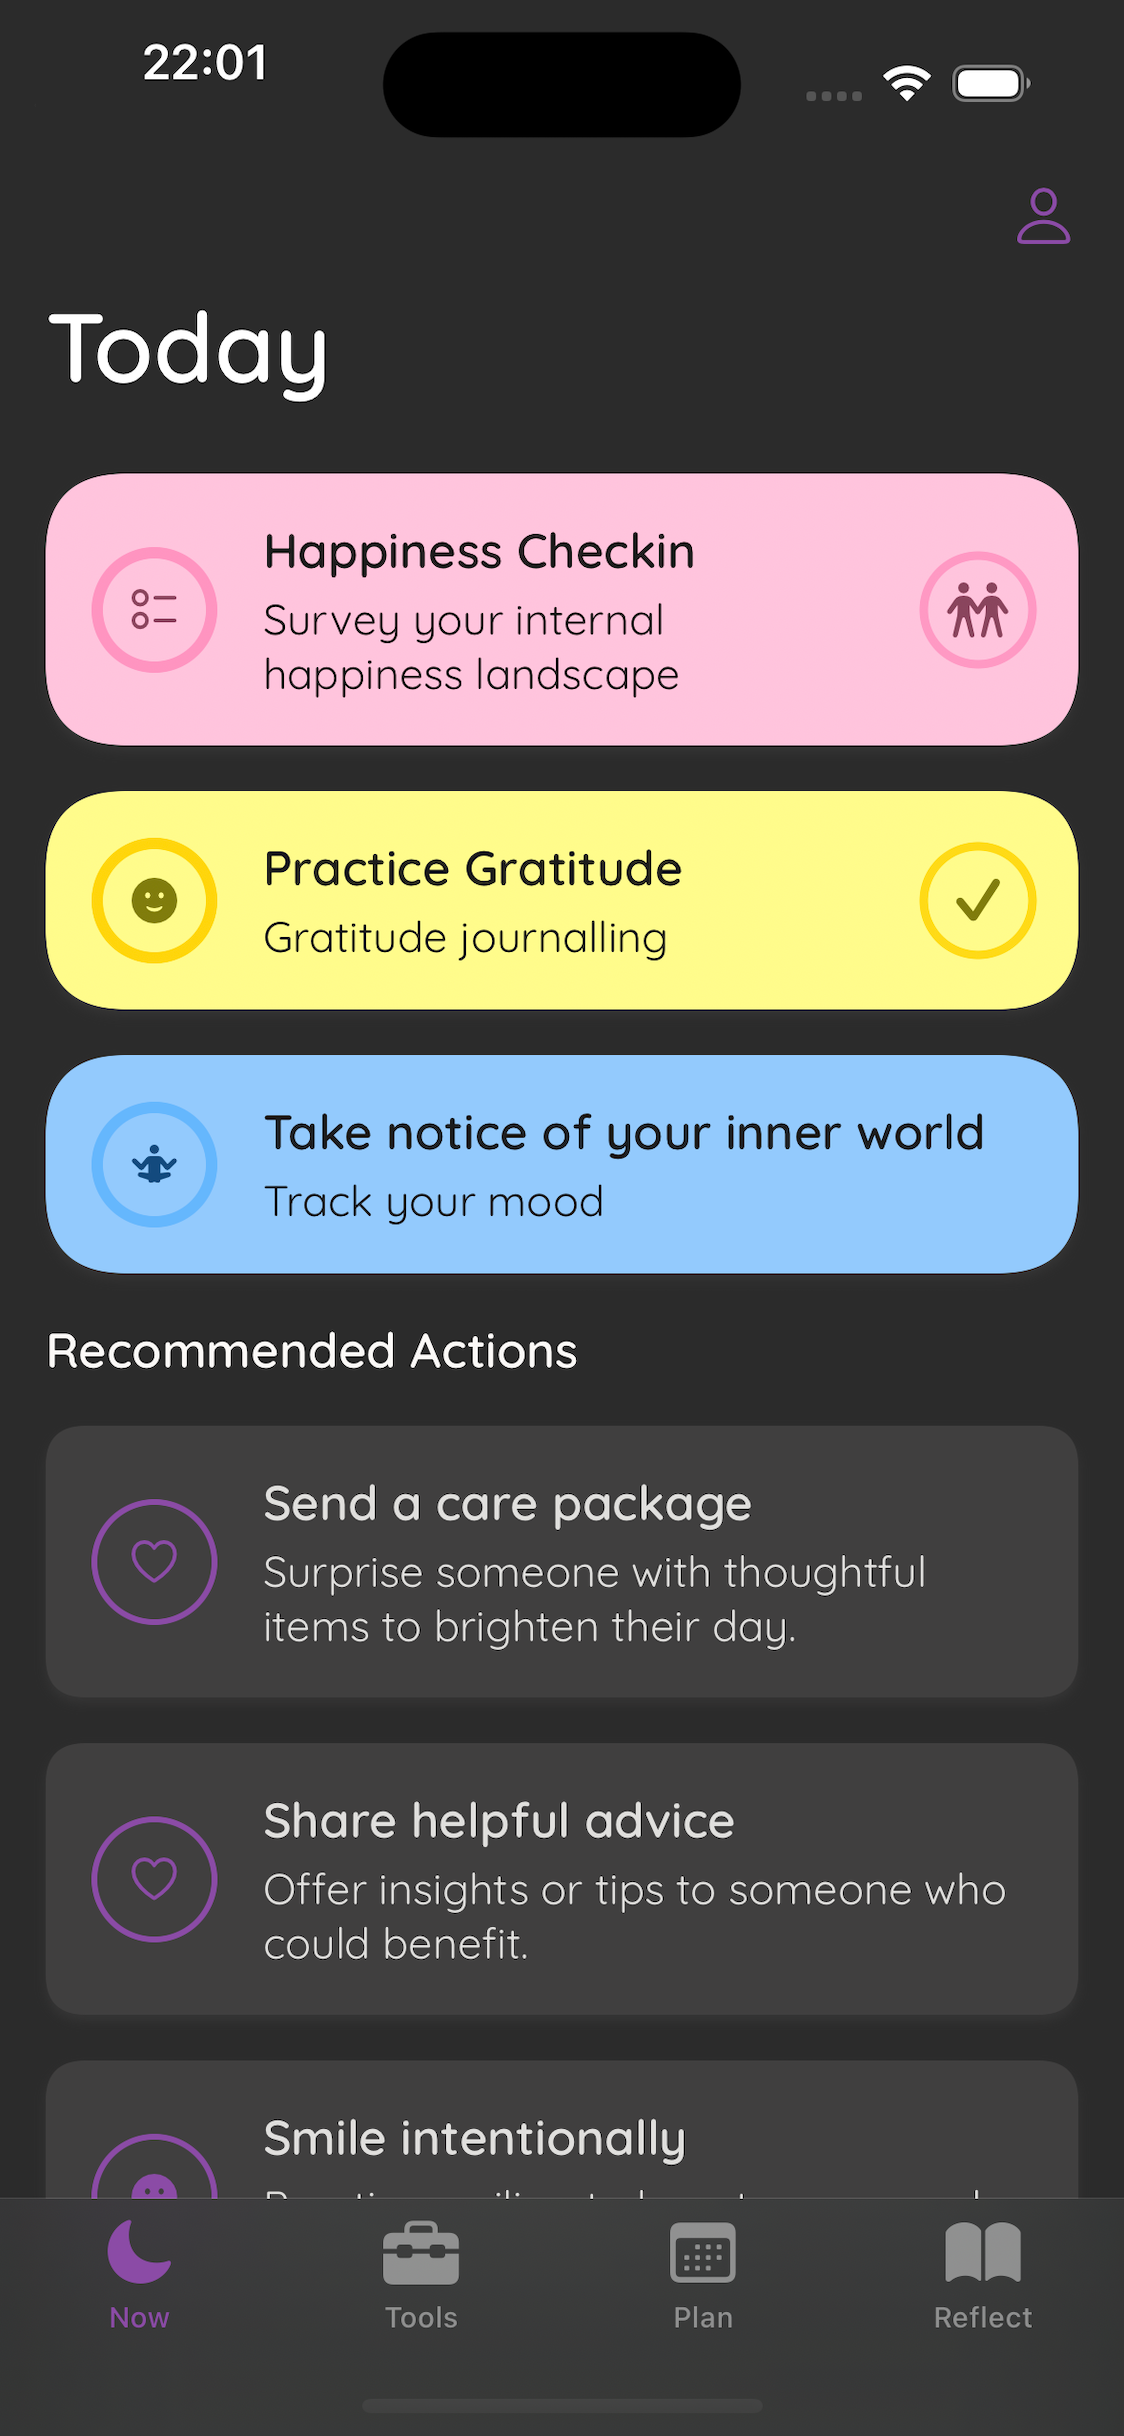 22:01
Today
Happiness Checkin
Survey your internal
happiness landscape
Practice Gratitude
Gratitude journalling
Take notice of your inner world
Track your mood
Recommended Actions
Send a care package
Surprise someone with thoughtful
items to brighten their day.
Share helpful advice
Offer insights or tips to someone who
could benefit.
Smile intentionally
Now
Tools
Plan
Reflect